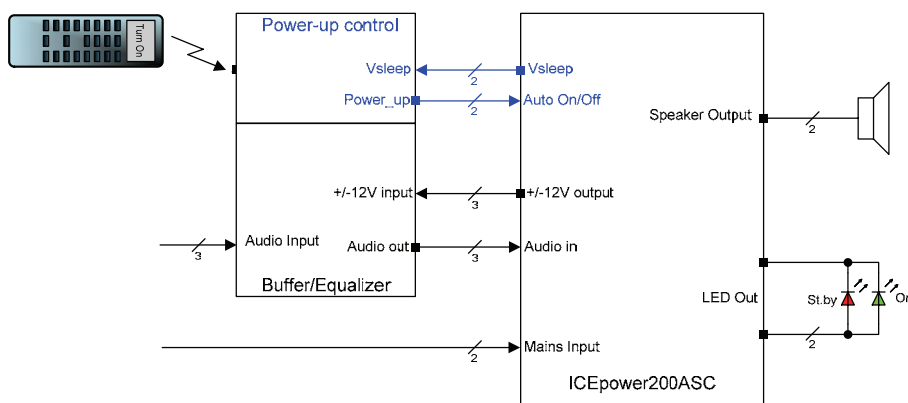 Turn On
Power-up control
Vsleep
2
Vsleep
Power_up
2
Auto On/Off
Speaker Output
2
+/-12V input
3
+/-12V output
Audio Input
3
Audio out
3
Audio in
Buffer/Equalizer
LED Out
St.by
2
Mains Input
2
ICEpower200ASC